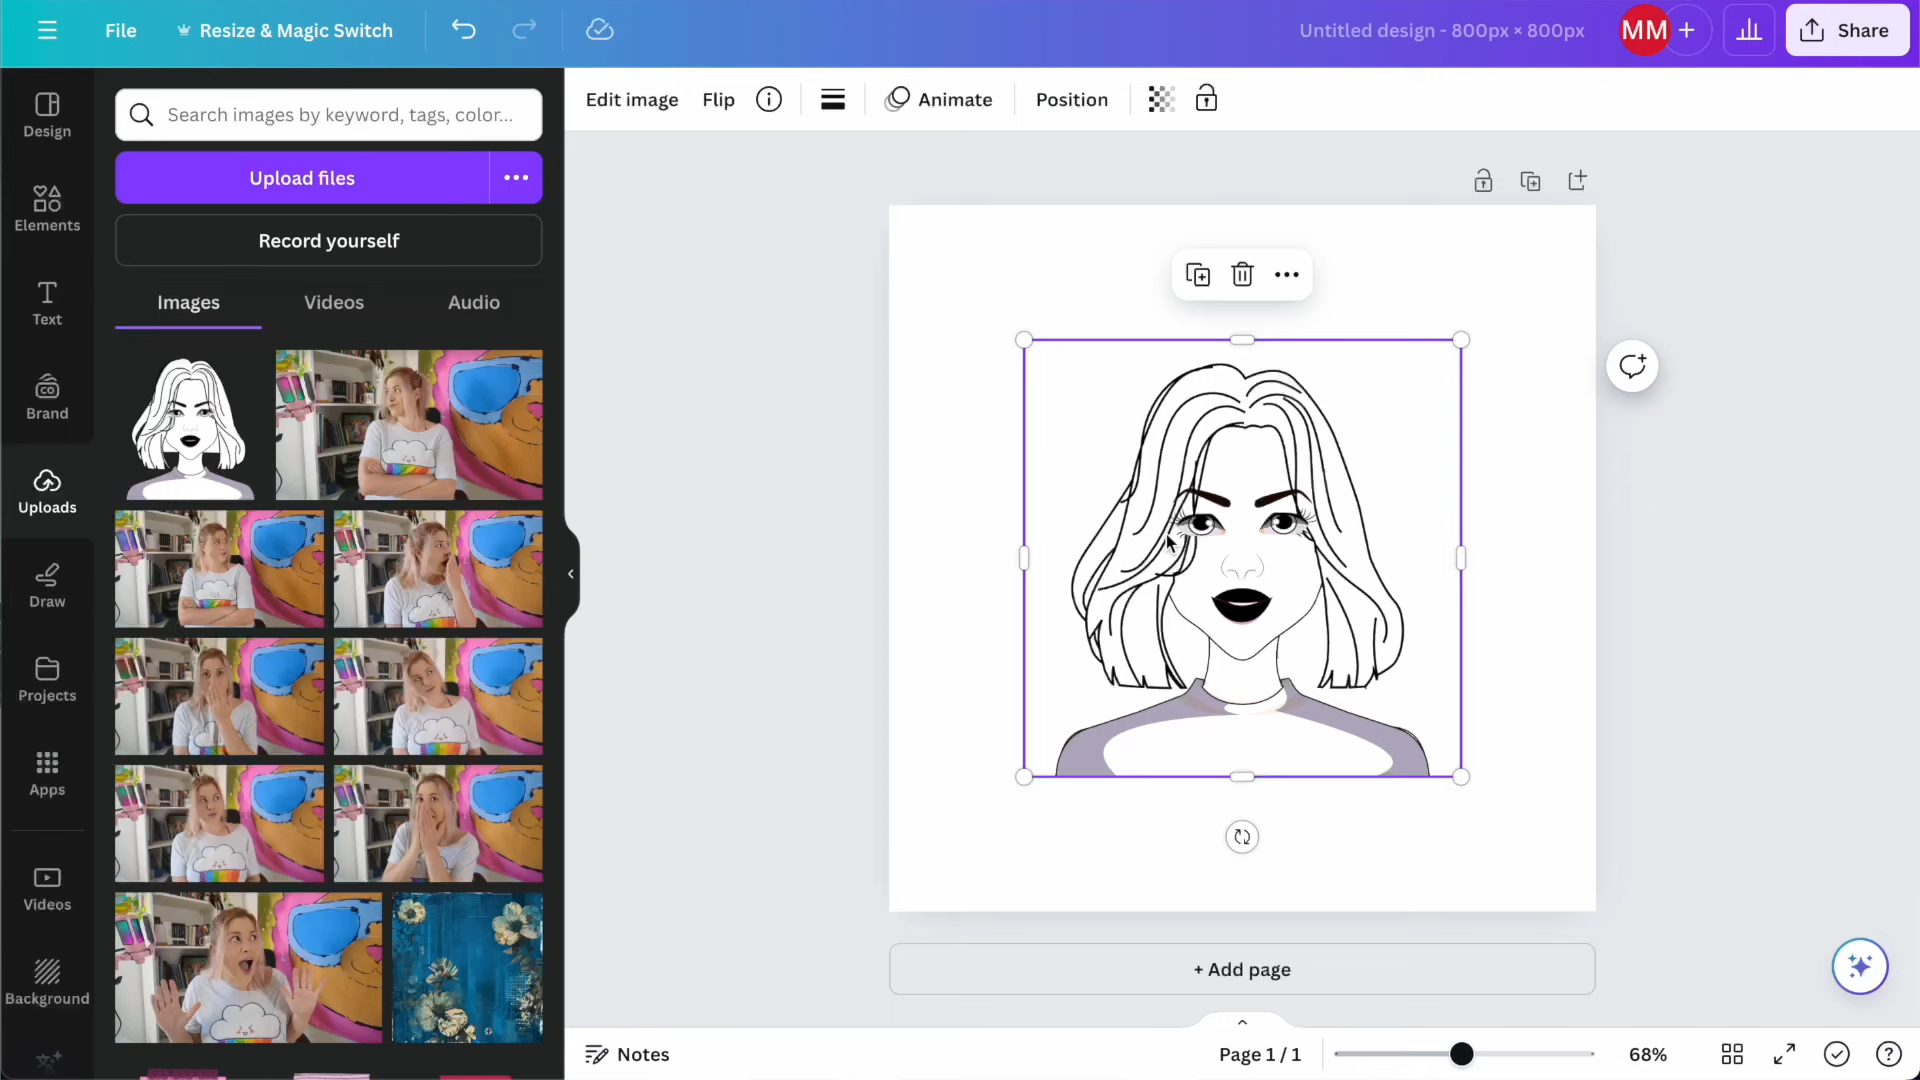 File
Resize & Magic Switch
Untitled design - 800px × 800px
MM
Share
Design
Elements
Text
CO
Brand
Uploads
Draw
Projects
Apps
Videos
Background
Search images by keyword, tags, color...
Upload files
Record yourself
Images
Videos
Audio
Edit image
Flip
Animate
Position
+ Add page
Notes
Page 1 / 1
68%